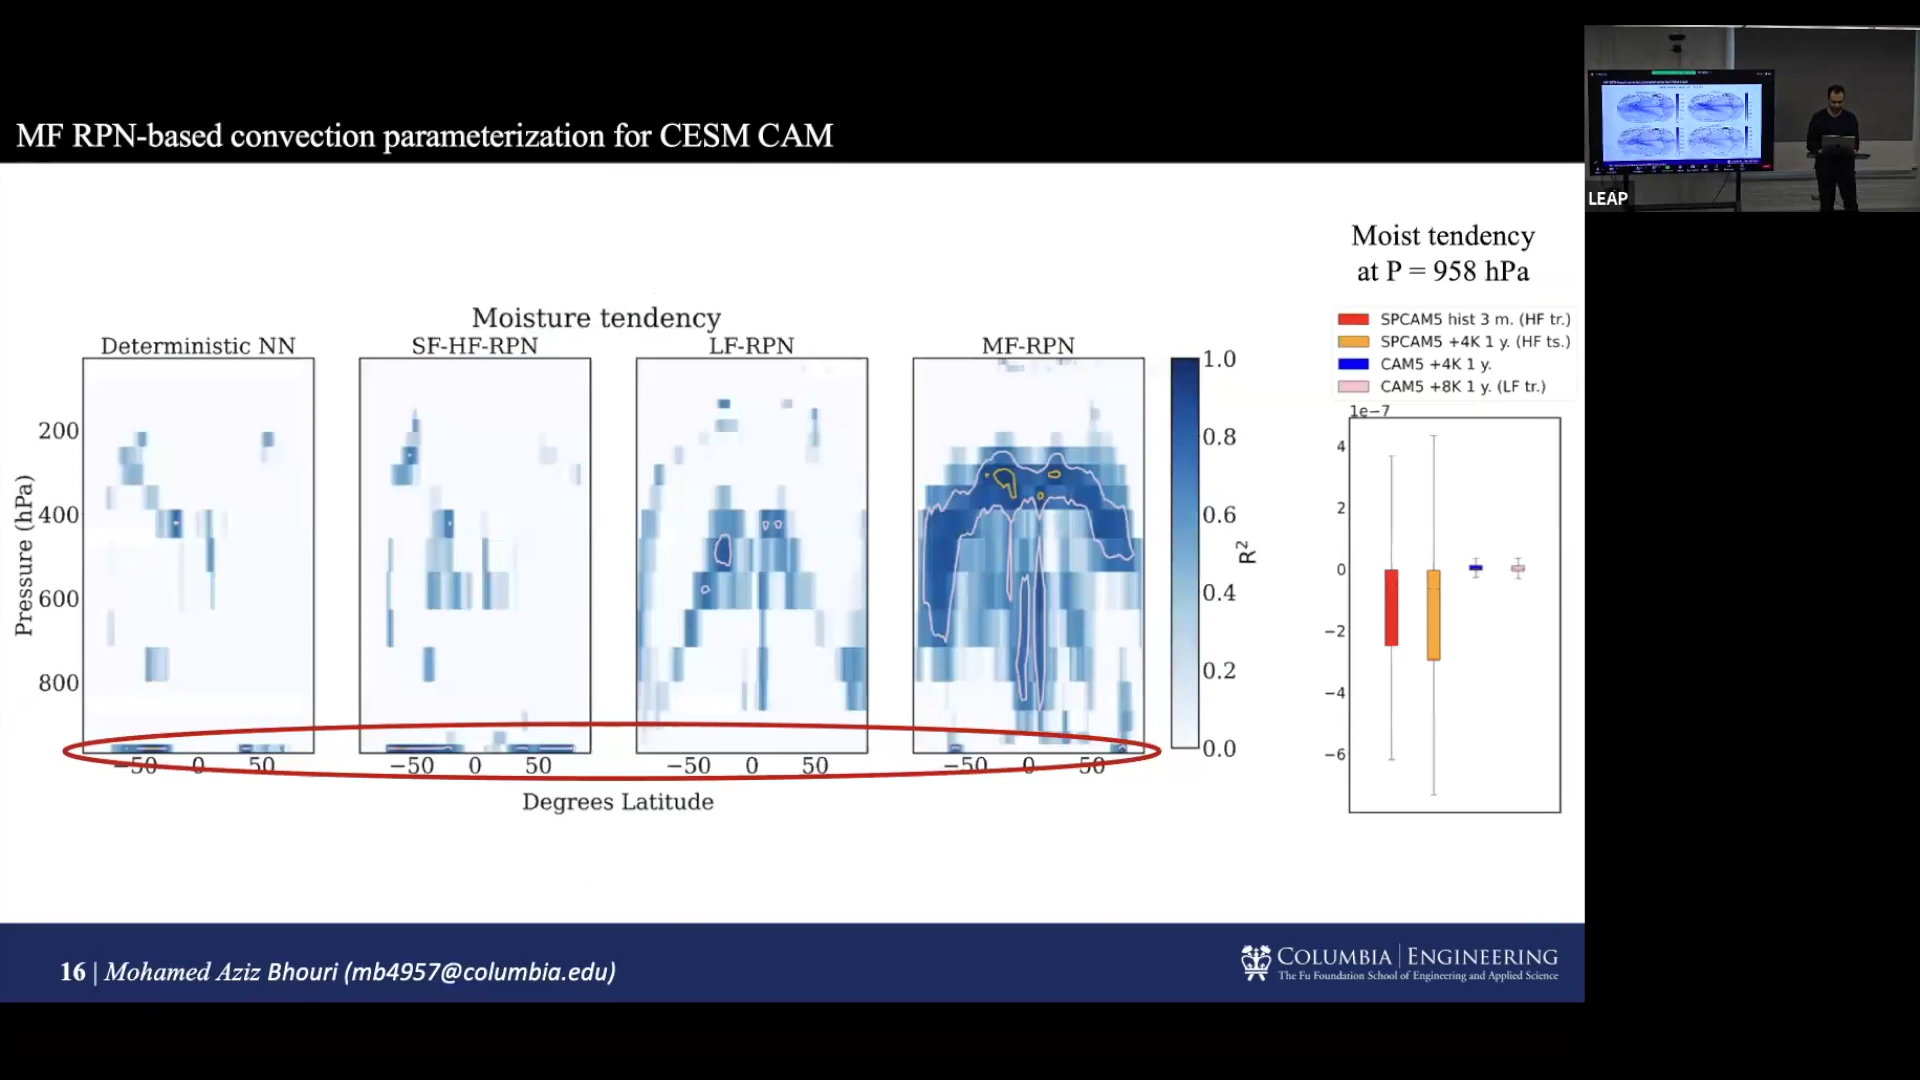 MF RPN-based convection parameterization for CESM CAM
LEAP
Moist tendency
at P = 958 hPa
SPCAM5 hist 3 m. (HF tr.)
SPCAM5 +4K 1 y. (HF ts.)
CAM5 +4K 1 y.
CAM5 +8K 1 y. (LF tr.)
1e−7
4
2
0
−2
−4
−6
Moisture tendency
Deterministic NN
SF-HF-RPN
LF-RPN
MF-RPN
Pressure (hPa)
200
400
600
800
−50 0 50
−50 0 50
−50 0 50
−50 0 50
Degrees Latitude
1.0
0.8
0.6
0.4
0.2
0.0
R²
16 | Mohamed Aziz Bhouri (mb4957@columbia.edu)
COLUMBIA | ENGINEERING
The Fu Foundation School of Engineering and Applied Science